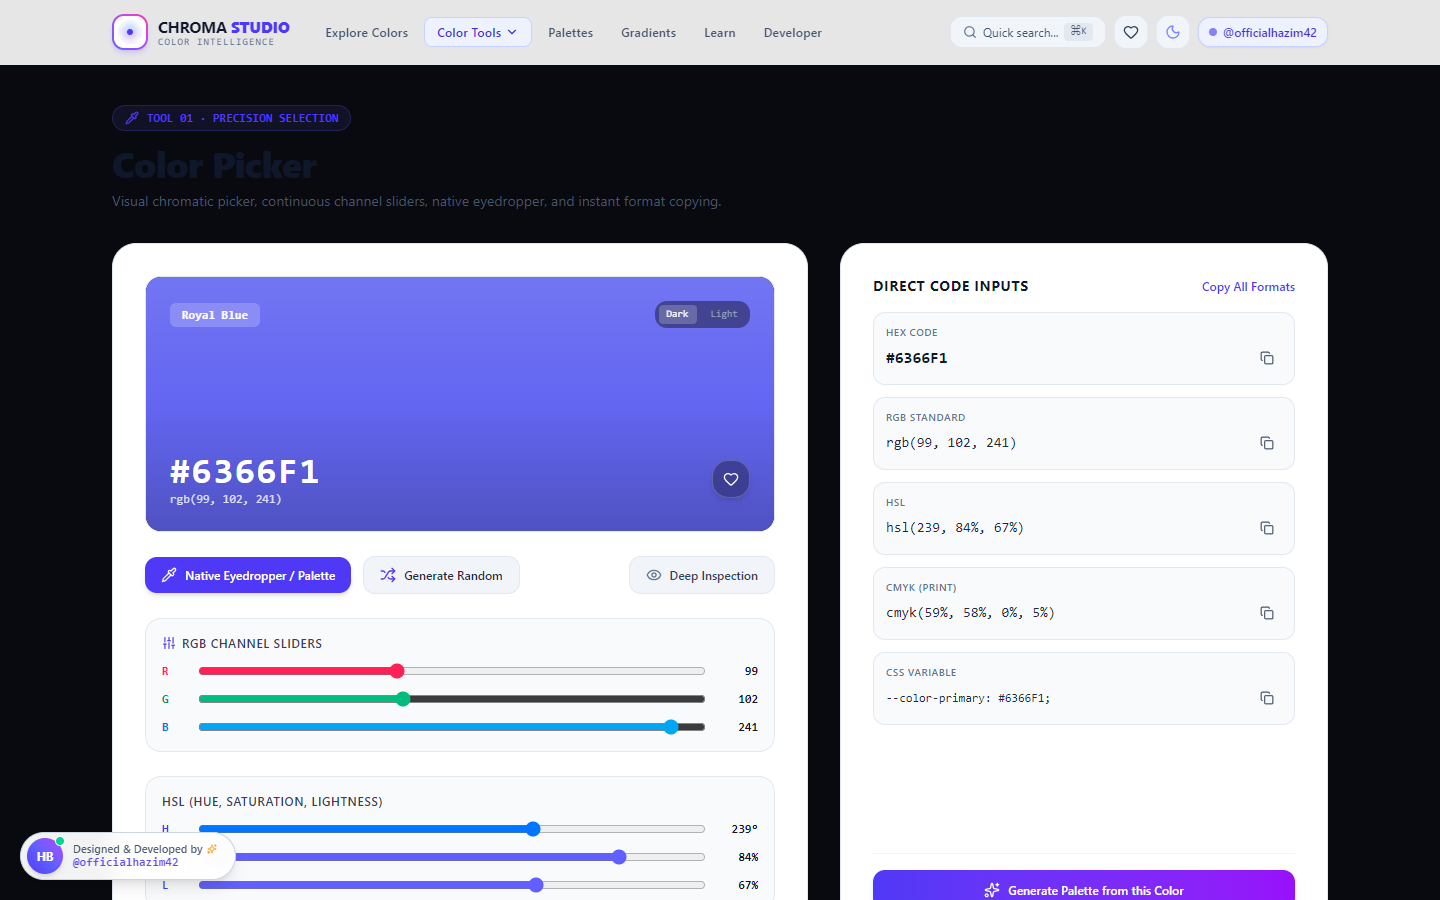 CHROMA STUDIO
COLOR INTELLIGENCE
Explore Colors
Color Tools
Palettes
Gradients
Learn
Developer
Quick search...
⌘K
@officialhazim42
TOOL 01 · PRECISION SELECTION
Color Picker
Visual chromatic picker, continuous channel sliders, native eyedropper, and instant format copying.
Royal Blue
Dark
Light
#6366F1
rgb(99, 102, 241)
Native Eyedropper / Palette
Generate Random
Deep Inspection
RGB CHANNEL SLIDERS
R
99
G
102
B
241
HSL (HUE, SATURATION, LIGHTNESS)
H
239°
84%
L
67%
DIRECT CODE INPUTS
Copy All Formats
HEX CODE
#6366F1
RGB STANDARD
rgb(99, 102, 241)
HSL
hsl(239, 84%, 67%)
CMYK (PRINT)
cmyk(59%, 58%, 0%, 5%)
CSS VARIABLE
--color-primary: #6366F1;
Generate Palette from this Color
HB
Designed & Developed by ✨
@officialhazim42